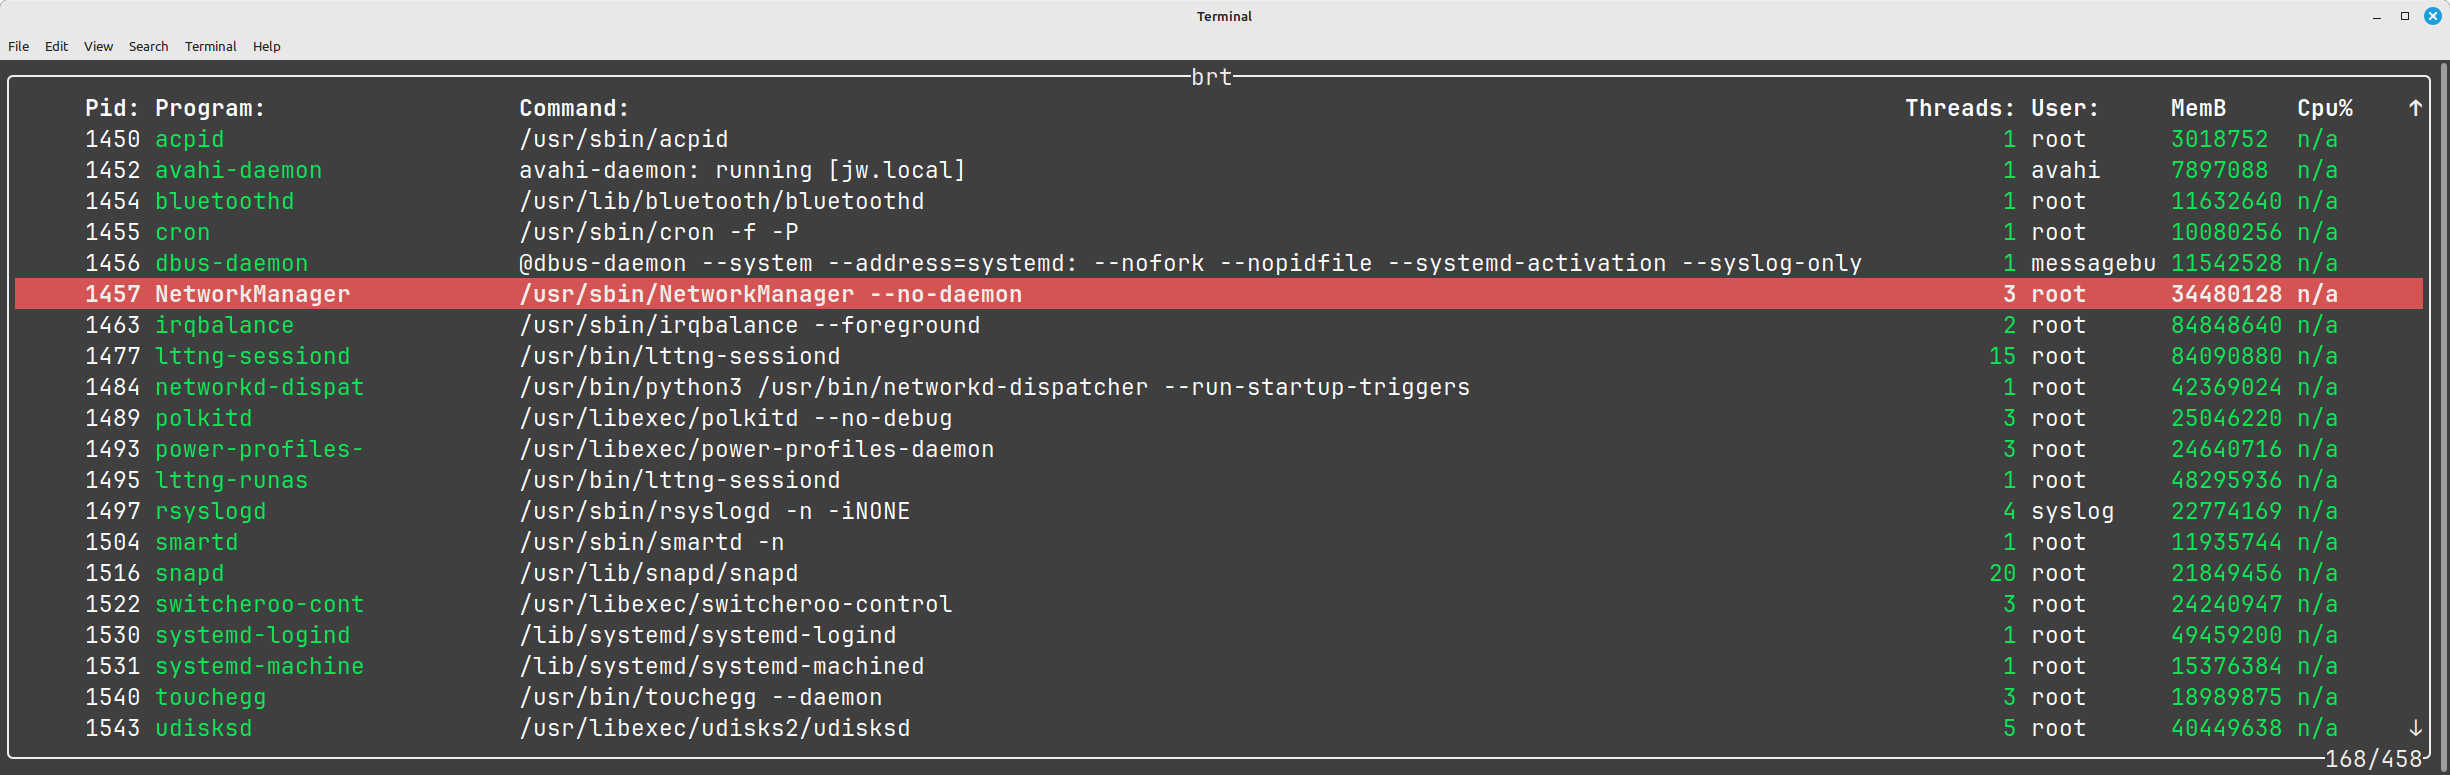 Terminal
File Edit View Search Terminal Help
brt
Pid: Program: Command: Threads: User: MemB Cpu% ↑
1450 acpid /usr/sbin/acpid 1 root 3018752 n/a
1452 avahi-daemon avahi-daemon: running [jw.local] 1 avahi 7897088 n/a
1454 bluetoothd /usr/lib/bluetooth/bluetoothd 1 root 11632640 n/a
1455 cron /usr/sbin/cron -f -P 1 root 10080256 n/a
1456 dbus-daemon @dbus-daemon --system --address=systemd: --nofork --nopidfile --systemd-activation --syslog-only 1 messagebu 11542528 n/a
1457 NetworkManager /usr/sbin/NetworkManager --no-daemon 3 root 34480128 n/a
1463 irqbalance /usr/sbin/irqbalance --foreground 2 root 84848640 n/a
1477 lttng-sessiond /usr/bin/lttng-sessiond 15 root 84090880 n/a
1484 networkd-dispat /usr/bin/python3 /usr/bin/networkd-dispatcher --run-startup-triggers 1 root 42369024 n/a
1489 polkitd /usr/libexec/polkitd --no-debug 3 root 25046220 n/a
1493 power-profiles- /usr/libexec/power-profiles-daemon 3 root 24640716 n/a
1495 lttng-runas /usr/bin/lttng-sessiond 1 root 48295936 n/a
1497 rsyslogd /usr/sbin/rsyslogd -n -iNONE 4 syslog 22774169 n/a
1504 smartd /usr/sbin/smartd -n 1 root 11935744 n/a
1516 snapd /usr/lib/snapd/snapd 20 root 21849456 n/a
1522 switcheroo-cont /usr/libexec/switcheroo-control 3 root 24240947 n/a
1530 systemd-logind /lib/systemd/systemd-logind 1 root 49459200 n/a
1531 systemd-machine /lib/systemd/systemd-machined 1 root 15376384 n/a
1540 touchegg /usr/bin/touchegg --daemon 3 root 18989875 n/a
1543 udisksd /usr/libexec/udisks2/udisksd 5 root 40449638 n/a ↓
168/458